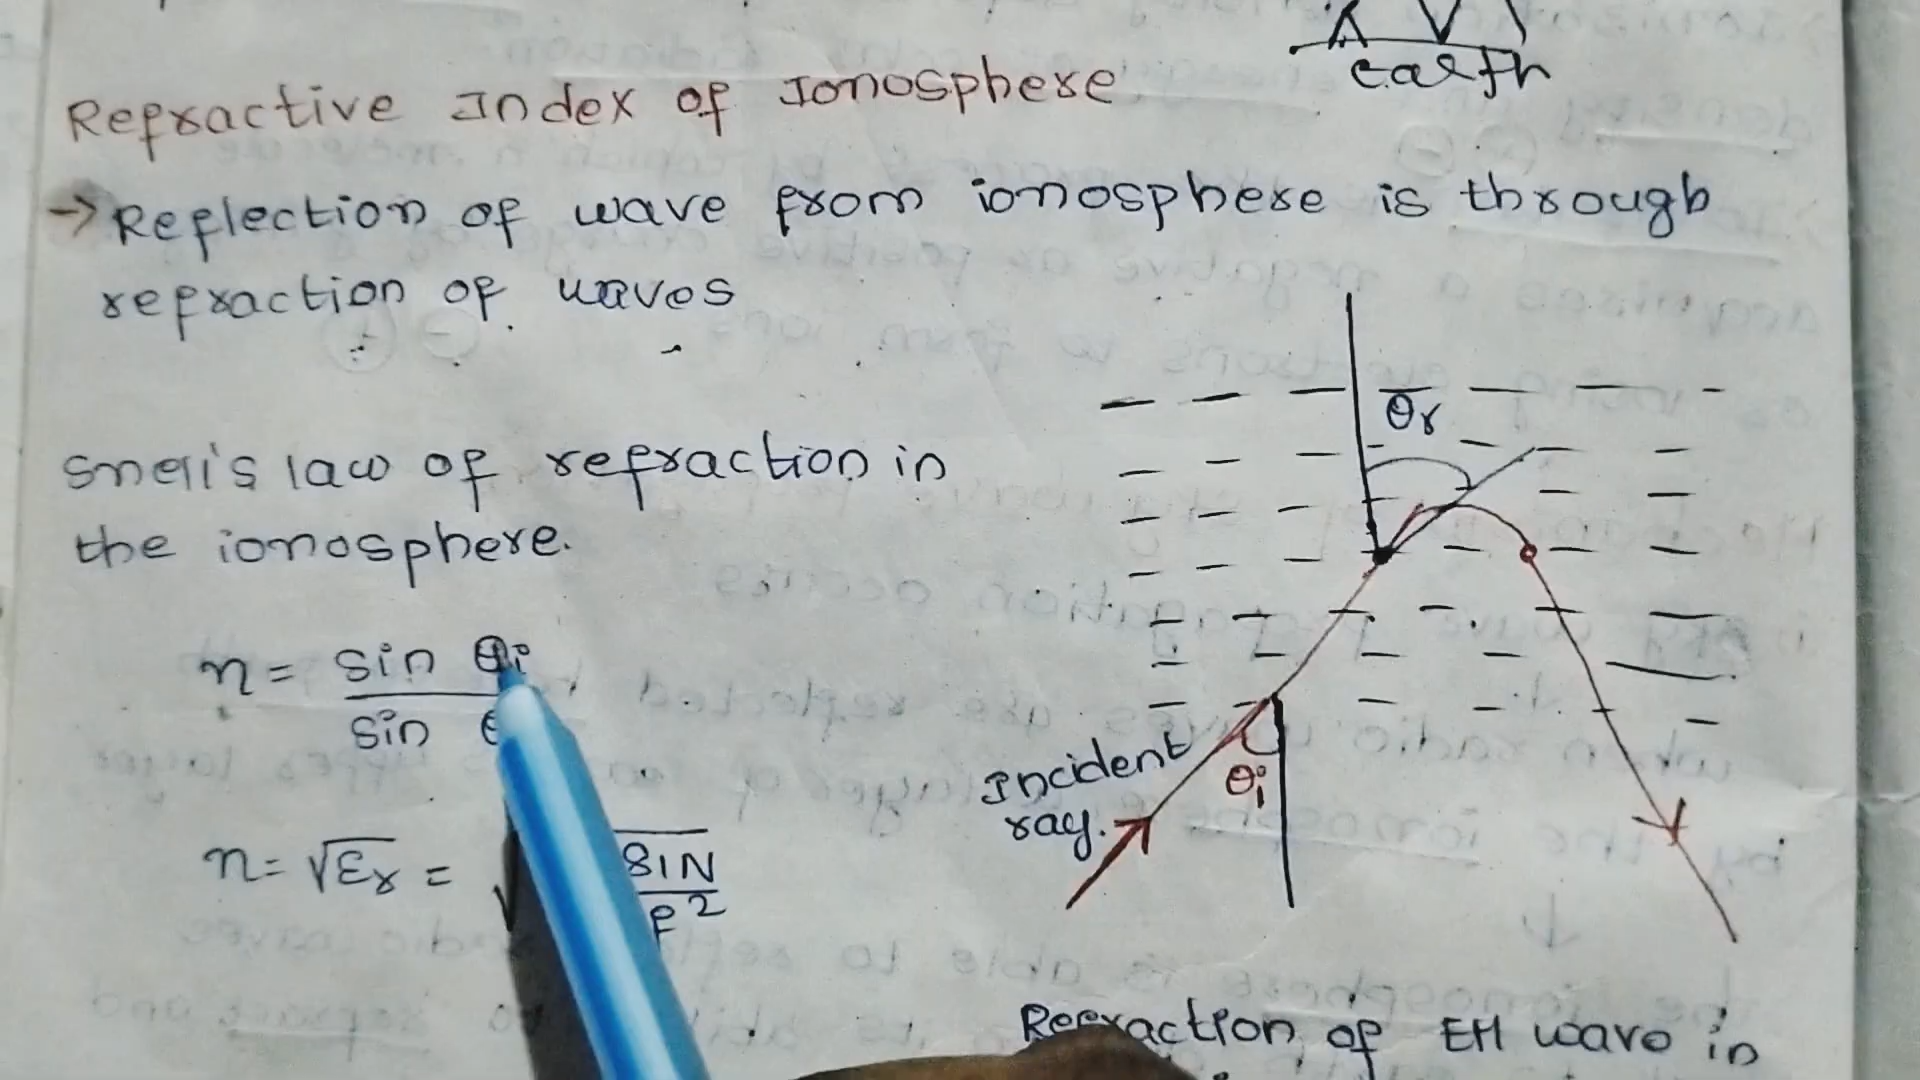 earth
Refractive Index of Ionosphere
→ Reflection of wave from ionosphere is through
refraction of waves
Snell's law of refraction in
the ionosphere.
θr
n = sin θi
sin
Incident
ray.
θi
n = √εr = √ 81N
f²
Refraction of EM wave in